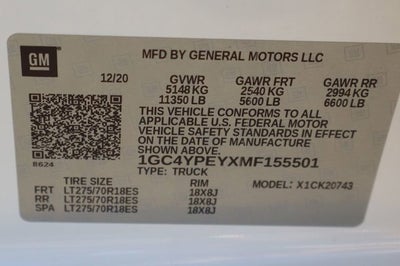 GM
MFD BY GENERAL MOTORS LLC
12/20 GVWR GAWR FRT GAWR RR
5148 KG 2540 KG 2994 KG
11350 LB 5600 LB 6600 LB
THIS VEHICLE CONFORMS TO ALL
APPLICABLE U.S. FEDERAL MOTOR
VEHICLE SAFETY STANDARDS IN EFFECT
ON THE DATE OF MANUFACTURE
SHOWN ABOVE.
8624 1GC4YPEYXMF155501
TYPE: TRUCK
TIRE SIZE RIM MODEL: X1CK20743
FRT LT275/70R18ES 18X8J
RR LT275/70R18ES 18X8J
SPA LT275/70R18ES 18X8J